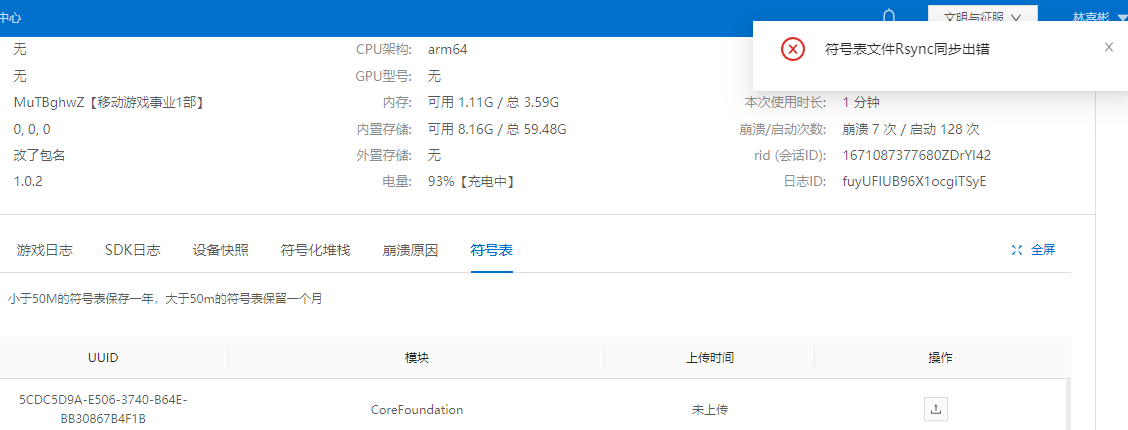 中心
文明与征服
林嘉彬
符号表文件Rsync同步出错
无
CPU架构:
arm64
无
GPU型号:
无
MuTBghwZ【移动游戏事业1部】
内存:
可用 1.11G / 总 3.59G
本次使用时长:
1 分钟
0, 0, 0
内置存储:
可用 8.16G / 总 59.48G
崩溃/启动次数:
崩溃 7 次 / 启动 128 次
改了包名
外置存储:
无
rid (会话ID):
1671087377680ZDrYI42
1.0.2
电量:
93%【充电中】
日志ID:
fuyUFIUB96X1ocgiTSyE
游戏日志
SDK日志
设备快照
符号化堆栈
崩溃原因
符号表
全屏
小于50M的符号表保存一年，大于50m的符号表保留一个月
UUID
模块
上传时间
操作
5CDC5D9A-E506-3740-B64E-
BB30867B4F1B
CoreFoundation
未上传